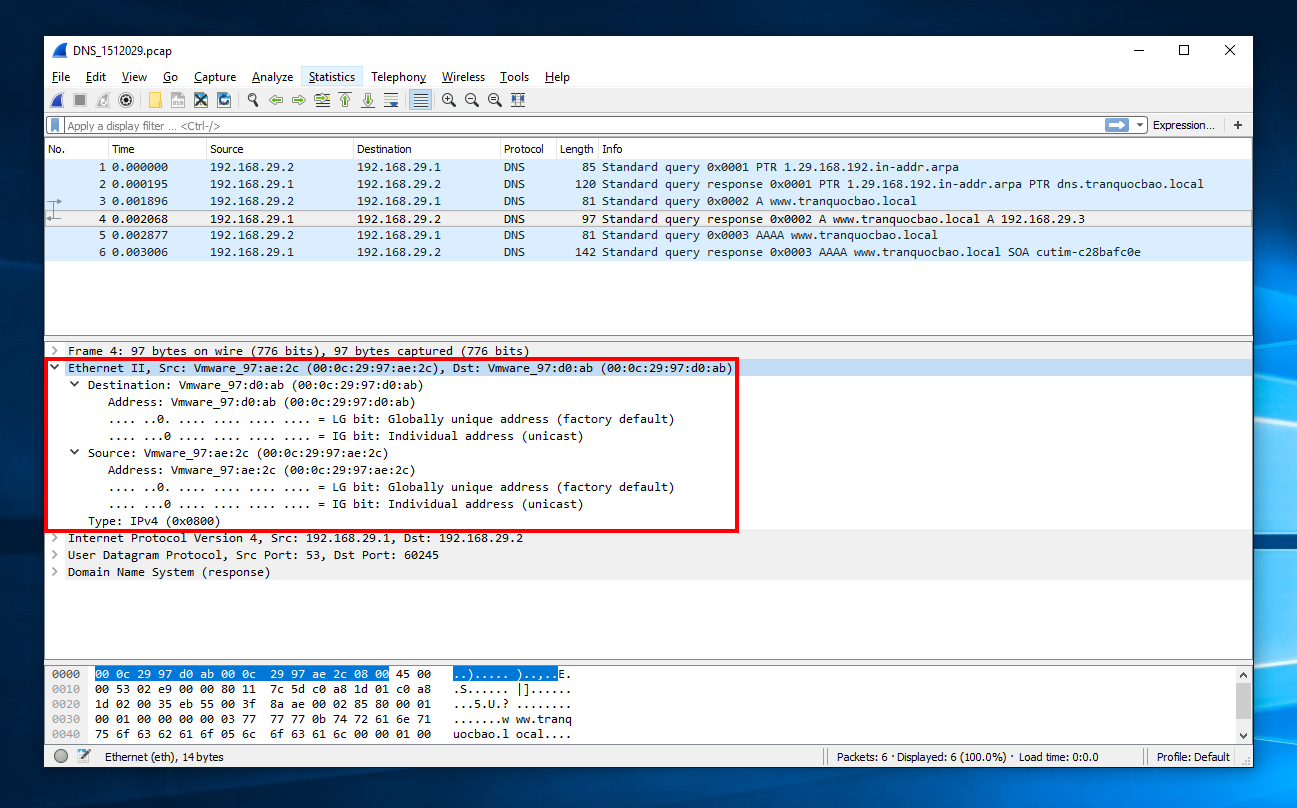 DNS_1512029.pcap
File Edit View Go Capture Analyze Statistics Telephony Wireless Tools Help
Apply a display filter ... <Ctrl-/> Expression... +
No. Time Source Destination Protocol Length Info
1 0.000000 192.168.29.2 192.168.29.1 DNS 85 Standard query 0x0001 PTR 1.29.168.192.in-addr.arpa
2 0.000195 192.168.29.1 192.168.29.2 DNS 120 Standard query response 0x0001 PTR 1.29.168.192.in-addr.arpa PTR dns.tranquocbao.local
3 0.001896 192.168.29.2 192.168.29.1 DNS 81 Standard query 0x0002 A www.tranquocbao.local
4 0.002068 192.168.29.1 192.168.29.2 DNS 97 Standard query response 0x0002 A www.tranquocbao.local A 192.168.29.3
5 0.002877 192.168.29.2 192.168.29.1 DNS 81 Standard query 0x0003 AAAA www.tranquocbao.local
6 0.003006 192.168.29.1 192.168.29.2 DNS 142 Standard query response 0x0003 AAAA www.tranquocbao.local SOA cutim-c28bafc0e
Frame 4: 97 bytes on wire (776 bits), 97 bytes captured (776 bits)
Ethernet II, Src: Vmware_97:ae:2c (00:0c:29:97:ae:2c), Dst: Vmware_97:d0:ab (00:0c:29:97:d0:ab)
Destination: Vmware_97:d0:ab (00:0c:29:97:d0:ab)
Address: Vmware_97:d0:ab (00:0c:29:97:d0:ab)
.... ..0. .... .... .... .... = LG bit: Globally unique address (factory default)
.... ...0 .... .... .... .... = IG bit: Individual address (unicast)
Source: Vmware_97:ae:2c (00:0c:29:97:ae:2c)
Address: Vmware_97:ae:2c (00:0c:29:97:ae:2c)
.... ..0. .... .... .... .... = LG bit: Globally unique address (factory default)
.... ...0 .... .... .... .... = IG bit: Individual address (unicast)
Type: IPv4 (0x0800)
Internet Protocol Version 4, Src: 192.168.29.1, Dst: 192.168.29.2
User Datagram Protocol, Src Port: 53, Dst Port: 60245
Domain Name System (response)
0000 00 0c 29 97 d0 ab 00 0c 29 97 ae 2c 08 00 45 00 ..)..... )..,..E.
0010 00 53 02 e9 00 00 80 11 7c 5d c0 a8 1d 01 c0 a8 .S...... |]......
0020 1d 02 00 35 eb 55 00 3f 8a ae 00 02 85 80 00 01 ...5.U.? ........
0030 00 01 00 00 00 00 03 77 77 77 0b 74 72 61 6e 71 .......w ww.tranq
0040 75 6f 63 62 61 6f 05 6c 6f 63 61 6c 00 00 01 00 uocbao.l ocal....
Ethernet (eth), 14 bytes Packets: 6 · Displayed: 6 (100.0%) · Load time: 0:0.0 Profile: Default